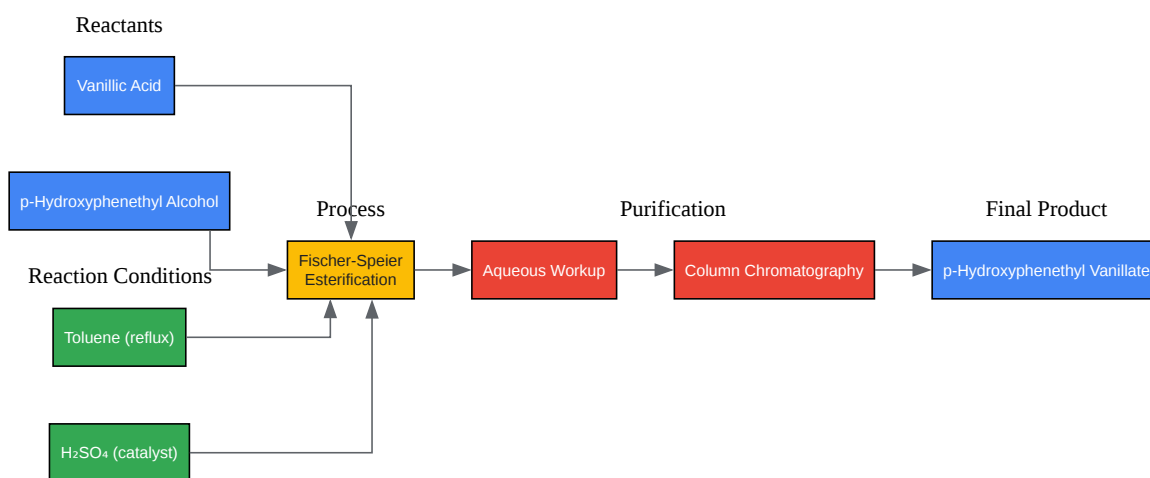 Reactants
Vanillic Acid
p-Hydroxyphenethyl Alcohol
Reaction Conditions
Toluene (reflux)
H₂SO₄ (catalyst)
Process
Fischer-Speier
Esterification
Purification
Aqueous Workup
Column Chromatography
Final Product
p-Hydroxyphenethyl Vanillate